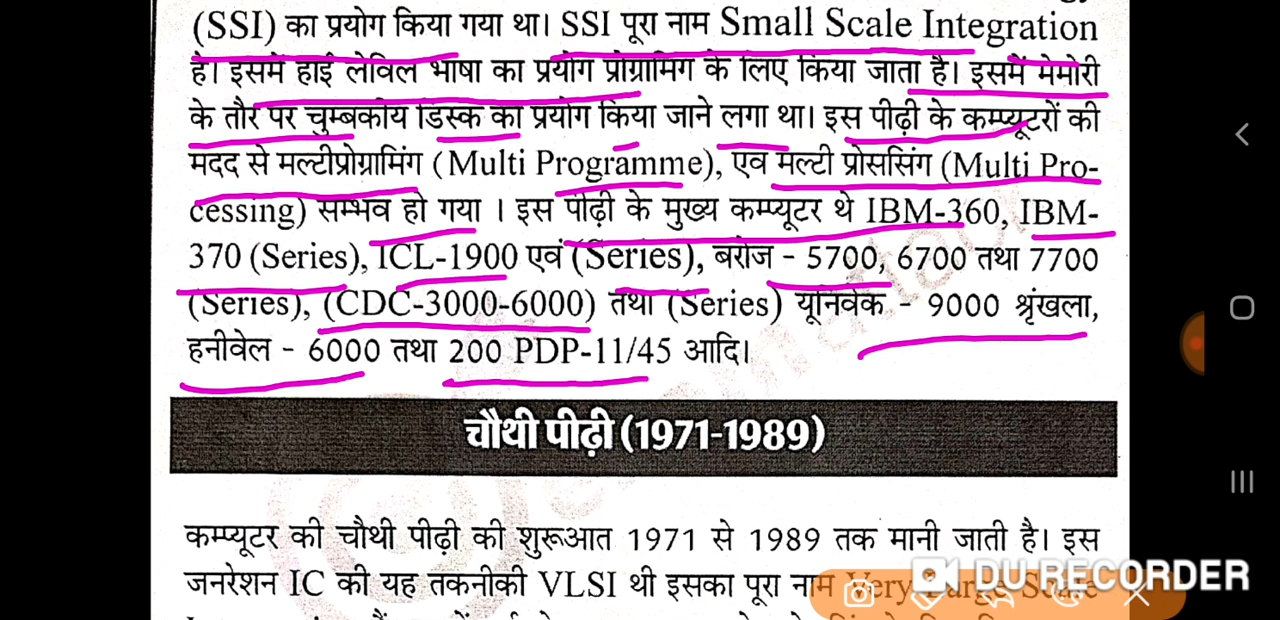 (SSI) का प्रयोग किया गया था। SSI पूरा नाम Small Scale Integration
है। इसमें हाई लेविल भाषा का प्रयोग प्रोग्रामिंग के लिए किया जाता है। इसमें मेमोरी
के तौर पर चुम्बकीय डिस्क का प्रयोग किया जाने लगा था। इस पीढ़ी के कम्प्यूटरों की
मदद से मल्टीप्रोग्रामिंग (Multi Programme), एवं मल्टी प्रोससिंग (Multi Pro-
cessing) सम्भव हो गया । इस पीढ़ी के मुख्य कम्प्यूटर थे IBM-360, IBM-
370 (Series), ICL-1900 एवं (Series), बरोज - 5700, 6700 तथा 7700
(Series), (CDC-3000-6000) तथा (Series) यूनिवेक - 9000 श्रृंखला,
हनीवेल - 6000 तथा 200 PDP-11/45 आदि।
चौथी पीढ़ी (1971-1989)
कम्प्यूटर की चौथी पीढ़ी की शुरूआत 1971 से 1989 तक मानी जाती है। इस
जनरेशन IC की यह तकनीकी VLSI थी इसका पूरा नाम Very Large Scale
DU RECORDER